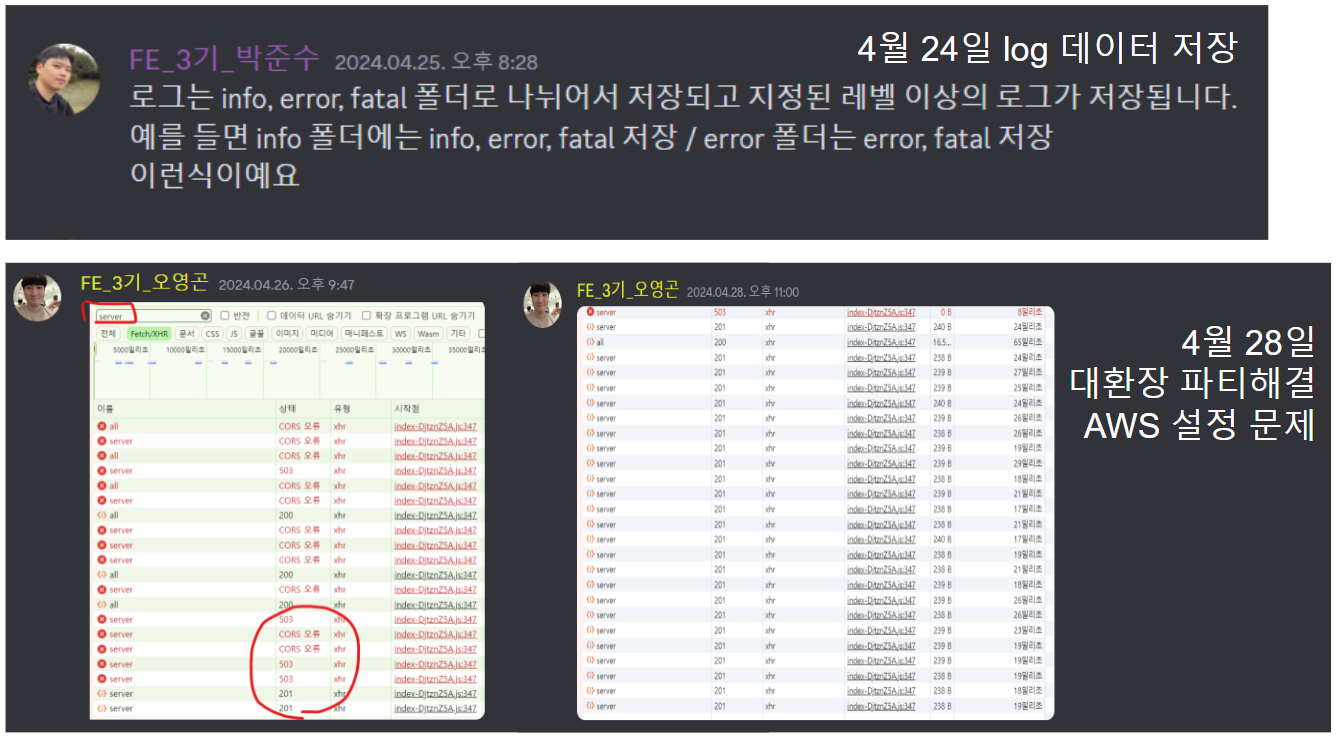 FE_3기_박준수 2024.04.25. 오후 8:28
4월 24일 log 데이터 저장
로그는 info, error, fatal 폴더로 나뉘어서 저장되고 지정된 레벨 이상의 로그가 저장됩니다.
예를 들면 info 폴더에는 info, error, fatal 저장 / error 폴더는 error, fatal 저장
이런식이예요
FE_3기_오영곤 2024.04.26. 오후 9:47
server 반전 데이터 URL 숨기기 확장 프로그램 URL 숨기기
전체 Fetch/XHR 문서 CSS JS 글꼴 이미지 미디어 매니페스트 WS Wasm 기타
5000밀리초 10000밀리초 15000밀리초 20000밀리초 25000밀리초 30000밀리초 35000밀리초
이름 상태 유형 시작점
all CORS 오류 xhr index-DjtznZ5A.js:347
server CORS 오류 xhr index-DjtznZ5A.js:347
all CORS 오류 xhr index-DjtznZ5A.js:347
server 503 xhr index-DjtznZ5A.js:347
all CORS 오류 xhr index-DjtznZ5A.js:347
server CORS 오류 xhr index-DjtznZ5A.js:347
all 200 xhr index-DjtznZ5A.js:347
server CORS 오류 xhr index-DjtznZ5A.js:347
server CORS 오류 xhr index-DjtznZ5A.js:347
server CORS 오류 xhr index-DjtznZ5A.js:347
all 200 xhr index-DjtznZ5A.js:347
server CORS 오류 xhr index-DjtznZ5A.js:347
all 200 xhr index-DjtznZ5A.js:347
server 503 xhr index-DjtznZ5A.js:347
server CORS 오류 xhr index-DjtznZ5A.js:347
server CORS 오류 xhr index-DjtznZ5A.js:347
server 503 xhr index-DjtznZ5A.js:347
server 503 xhr index-DjtznZ5A.js:347
server 201 xhr index-DjtznZ5A.js:347
server 201 xhr index-DjtznZ5A.js:347
FE_3기_오영곤 2024.04.28. 오후 11:00
server 503 xhr index-DjtznZ5A.js:347 0 B 8밀리초
server 201 xhr index-DjtznZ5A.js:347 240 B 24밀리초
all 200 xhr index-DjtznZ5A.js:347 16.5... 65밀리초
server 201 xhr index-DjtznZ5A.js:347 238 B 24밀리초
server 201 xhr index-DjtznZ5A.js:347 239 B 27밀리초
server 201 xhr index-DjtznZ5A.js:347 239 B 25밀리초
server 201 xhr index-DjtznZ5A.js:347 240 B 24밀리초
server 201 xhr index-DjtznZ5A.js:347 239 B 26밀리초
server 201 xhr index-DjtznZ5A.js:347 238 B 26밀리초
server 201 xhr index-DjtznZ5A.js:347 239 B 19밀리초
server 201 xhr index-DjtznZ5A.js:347 239 B 29밀리초
server 201 xhr index-DjtznZ5A.js:347 238 B 18밀리초
server 201 xhr index-DjtznZ5A.js:347 239 B 21밀리초
server 201 xhr index-DjtznZ5A.js:347 238 B 17밀리초
server 201 xhr index-DjtznZ5A.js:347 238 B 21밀리초
server 201 xhr index-DjtznZ5A.js:347 240 B 17밀리초
server 201 xhr index-DjtznZ5A.js:347 238 B 19밀리초
server 201 xhr index-DjtznZ5A.js:347 238 B 21밀리초
server 201 xhr index-DjtznZ5A.js:347 239 B 18밀리초
server 201 xhr index-DjtznZ5A.js:347 239 B 26밀리초
server 201 xhr index-DjtznZ5A.js:347 238 B 26밀리초
server 201 xhr index-DjtznZ5A.js:347 239 B 23밀리초
server 201 xhr index-DjtznZ5A.js:347 239 B 19밀리초
server 201 xhr index-DjtznZ5A.js:347 239 B 19밀리초
server 201 xhr index-DjtznZ5A.js:347 238 B 19밀리초
server 201 xhr index-DjtznZ5A.js:347 238 B 18밀리초
server 201 xhr index-DjtznZ5A.js:347 239 B 19밀리초
4월 28일
대환장 파티해결
AWS 설정 문제